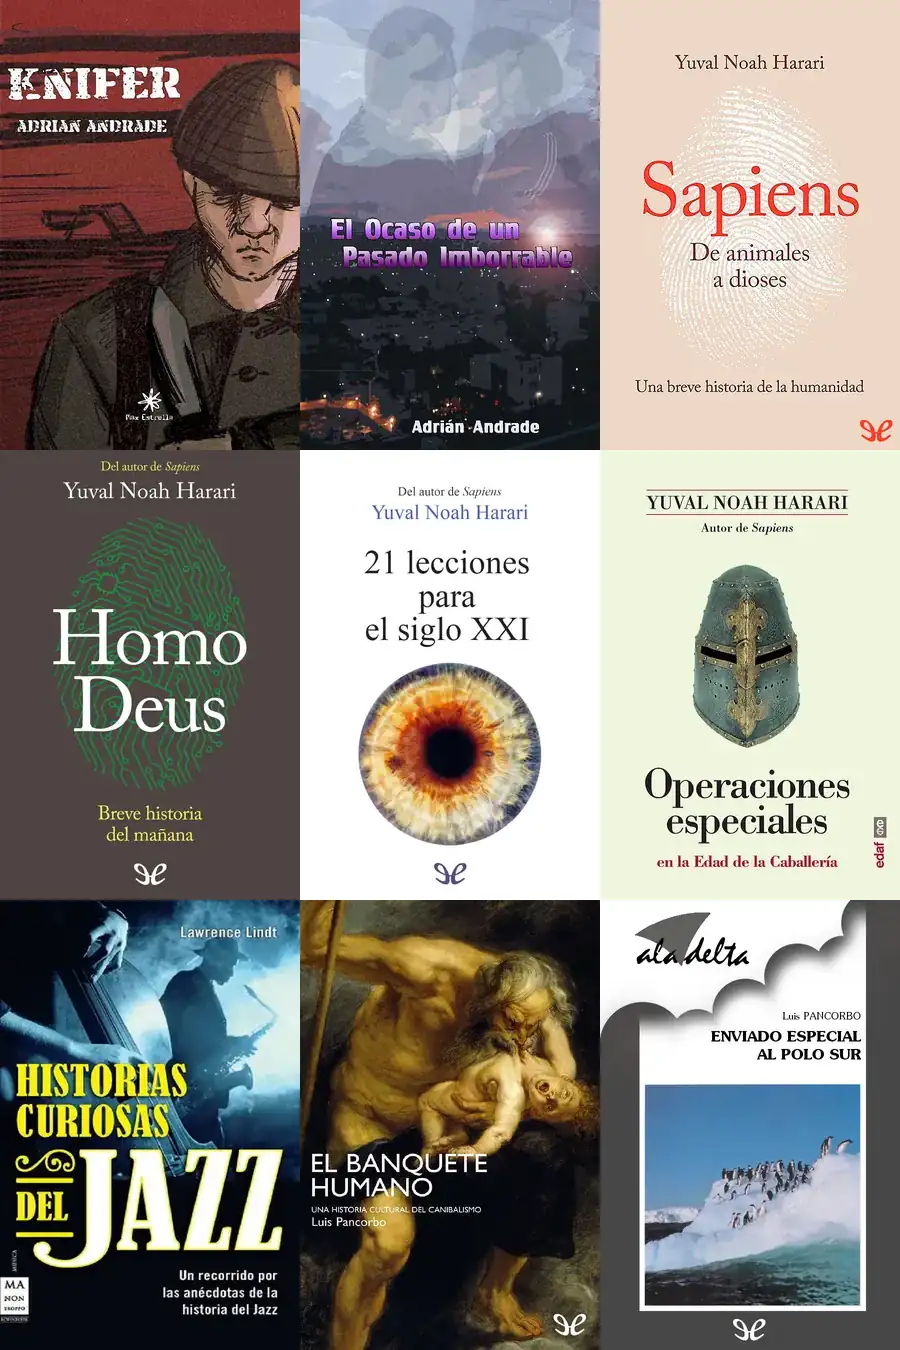 KNIFER
ADRIAN ANDRADE
Max Estrella
El Ocaso de un
Pasado Imborrable
Adrián Andrade
Yuval Noah Harari
Sapiens
De animales
a dioses
Una breve historia de la humanidad
Del autor de Sapiens
Yuval Noah Harari
Homo
Deus
Breve historia
del mañana
Del autor de Sapiens
Yuval Noah Harari
21 lecciones
para
el siglo XXI
YUVAL NOAH HARARI
Autor de Sapiens
Operaciones
especiales
en la Edad de la Caballería
edaf
Lawrence Lindt
HISTORIAS
CURIOSAS
DEL
JAZZ
Un recorrido por
las anécdotas de la
historia del Jazz
MA
NON
TROPPO
EL BANQUETE
HUMANO
UNA HISTORIA CULTURAL DEL CANIBALISMO
Luis Pancorbo
ala delta
Luis PANCORBO
ENVIADO ESPECIAL
AL POLO SUR